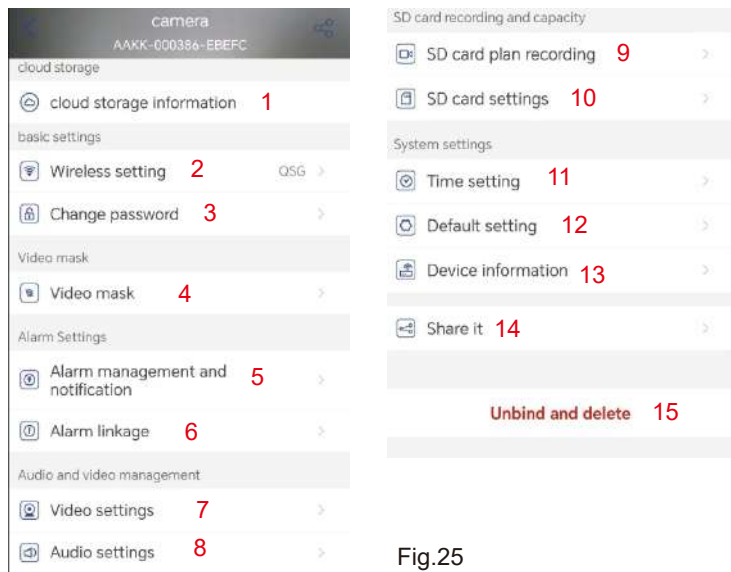 camera
AAKK-000386-EBEFC
cloud storage
cloud storage information 1
basic settings
Wireless setting 2 QSG
Change password 3
Video mask
Video mask 4
Alarm Settings
Alarm management and
notification 5
Alarm linkage 6
Audio and video management
Video settings 7
Audio settings 8
SD card recording and capacity
SD card plan recording 9
SD card settings 10
System settings
Time setting 11
Default setting 12
Device information 13
Share it 14
Unbind and delete 15
Fig.25